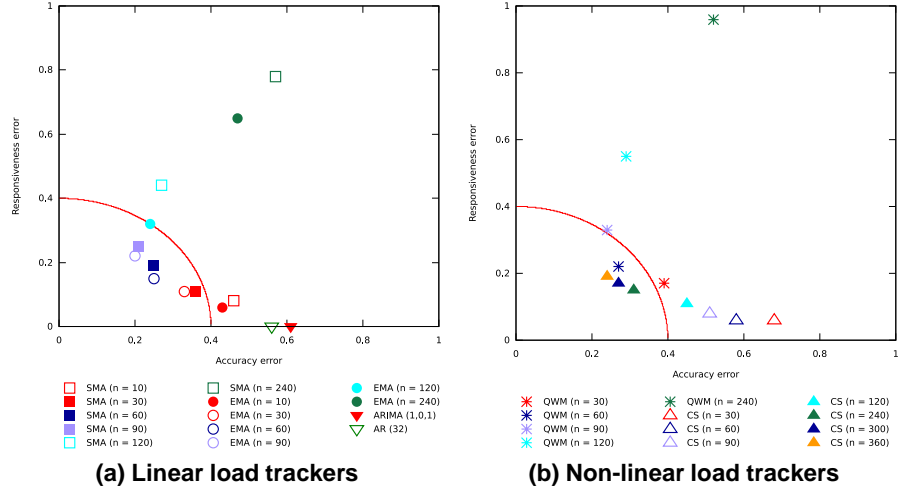 1
0.8
0.6
0.4
0.2
0
0
0.2
0.4
0.6
0.8
1
Responsiveness error
Accuracy error
SMA (n = 10)
SMA (n = 30)
SMA (n = 60)
SMA (n = 90)
SMA (n = 120)
SMA (n = 240)
EMA (n = 10)
EMA (n = 30)
EMA (n = 60)
EMA (n = 90)
EMA (n = 120)
EMA (n = 240)
ARIMA (1,0,1)
AR (32)
(a) Linear load trackers
1
0.8
0.6
0.4
0.2
0
0
0.2
0.4
0.6
0.8
1
Responsiveness error
Accuracy error
QWM (n = 30)
QWM (n = 60)
QWM (n = 90)
QWM (n = 120)
QWM (n = 240)
CS (n = 30)
CS (n = 60)
CS (n = 90)
CS (n = 120)
CS (n = 240)
CS (n = 300)
CS (n = 360)
(b) Non-linear load trackers